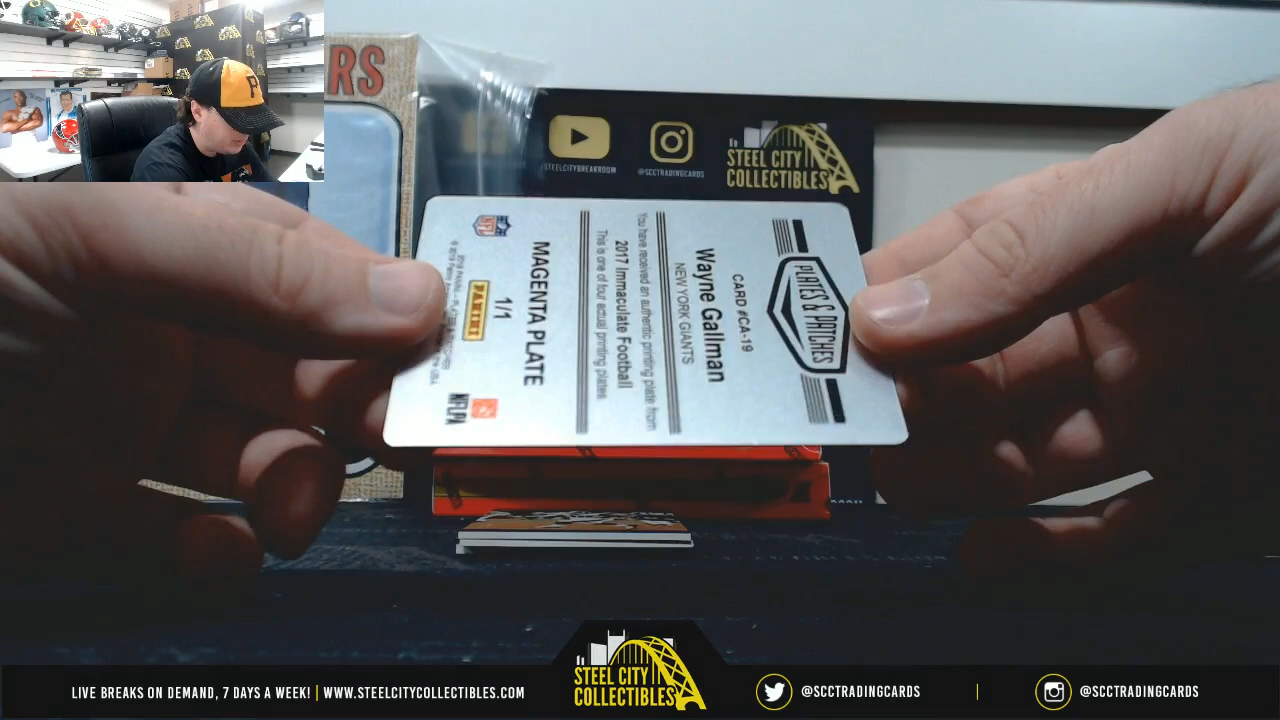 RS
STEELCITYBREAKROOM
@SCCTRADINGCARDS
STEEL CITY
COLLECTIBLES
PLATES & PATCHES
CARD #CA-19
Wayne Gallman
NEW YORK GIANTS
You have received an authentic printing plate from
2017 Immaculate Football
This is one of four actual printing plates.
MAGENTA PLATE
1/1
PANINI
NFL
NFLPA
P
STEEL CITY
COLLECTIBLES
LIVE BREAKS ON DEMAND, 7 DAYS A WEEK! | WWW.STEELCITYCOLLECTIBLES.COM
@SCCTRADINGCARDS | @SCCTRADINGCARDS